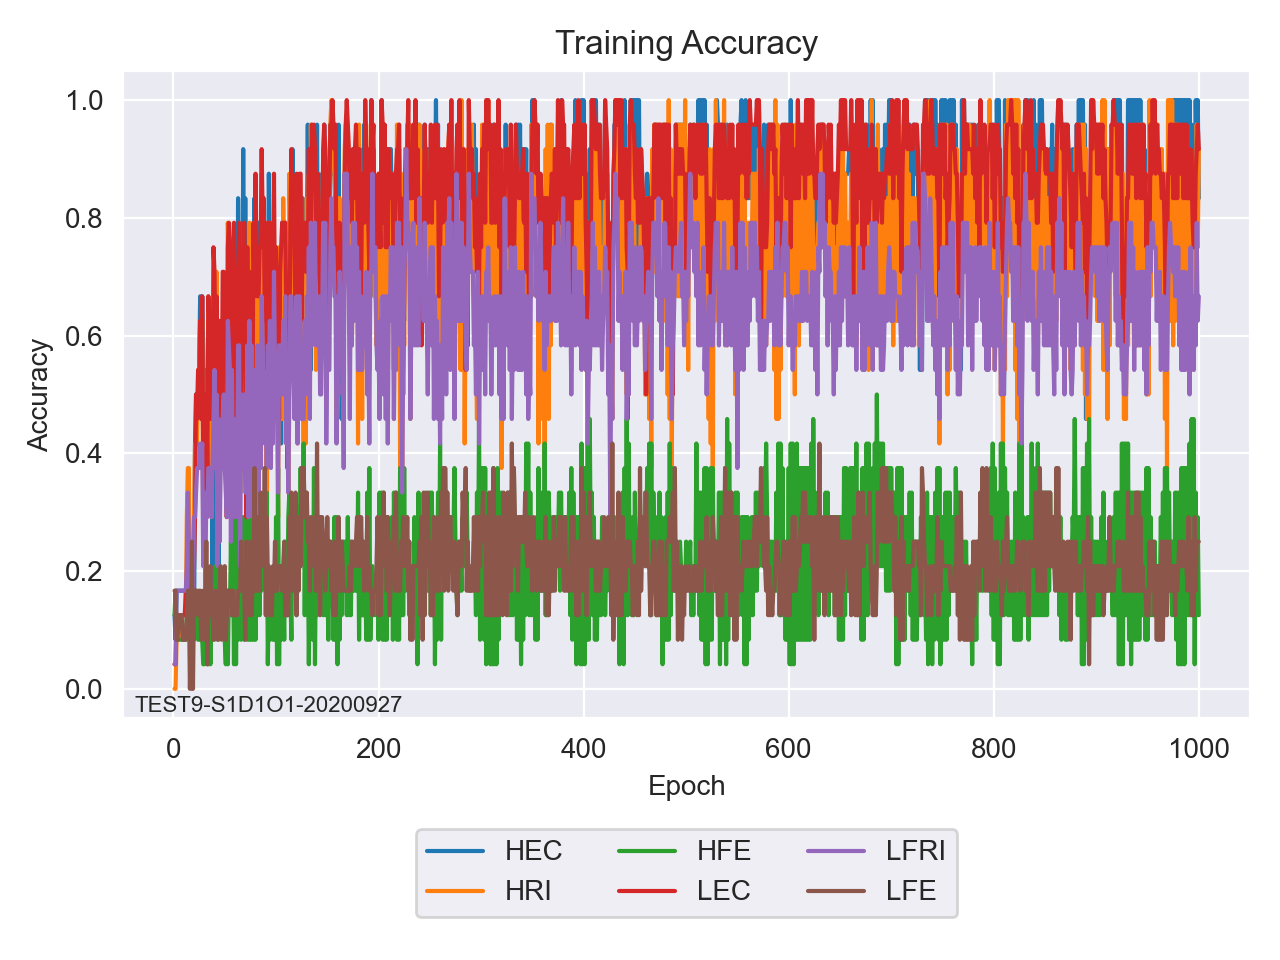 Training Accuracy
1.0
0.8
0.6
0.4
0.2
0.0
Accuracy
TEST9-S1D1O1-20200927
0 200 400 600 800 1000
Epoch
HEC HFE LFRI
HRI LEC LFE